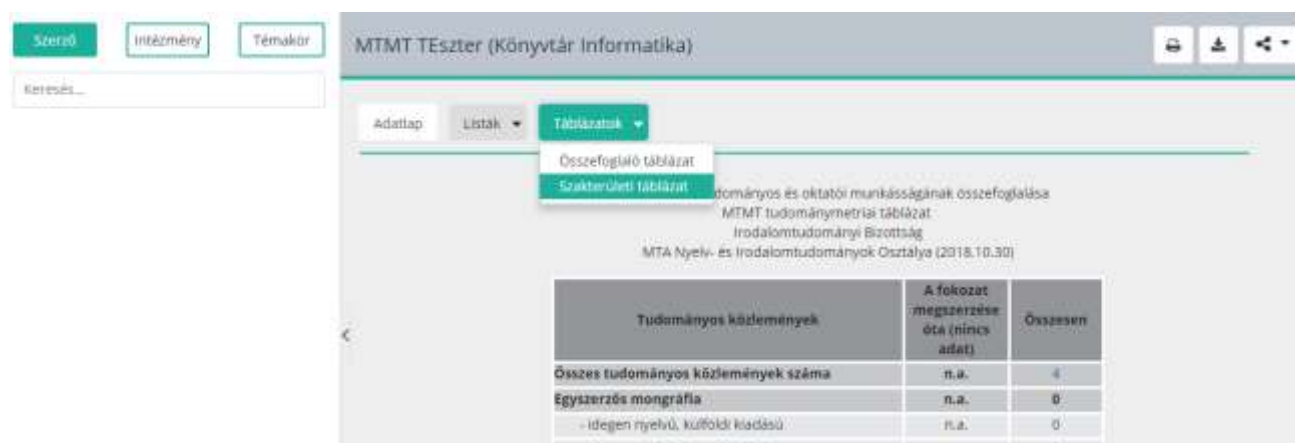 Szerző Intézmény Témakör
Keresés...
MTMT TEszter (Könyvtár Informatika)
Adatlap Listák Táblázatok
Összefoglaló táblázat
Szakterületi táblázat
dományos és oktatói munkásságának összefoglalása
MTMT tudománymetriai táblázat
Irodalomtudományi Bizottság
MTA Nyelv- és Irodalomtudományok Osztálya (2018.10.30)
Tudományos közlemények
A fokozat
megszerzése
óta (nincs
adat)
Összesen
Összes tudományos közlemények száma n.a. 4
Egyszerzős mongráfia n.a. 0
- idegen nyelvű, külföldi kiadású n.a. 0